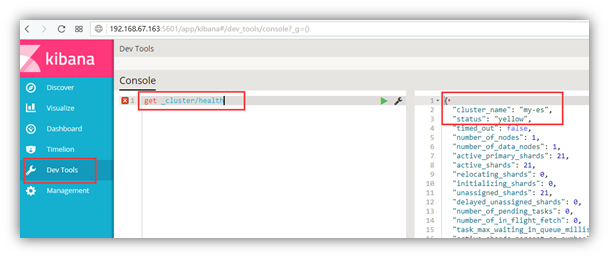 192.168.67.163:5601/app/kibana#/dev_tools/console?_g=()
kibana
Discover
Visualize
Dashboard
Timelion
Dev Tools
Management
Dev Tools
Console
1 get _cluster/health
1 {
2 "cluster_name": "my-es",
3 "status": "yellow",
4 "timed_out": false,
5 "number_of_nodes": 1,
6 "number_of_data_nodes": 1,
7 "active_primary_shards": 21,
8 "active_shards": 21,
9 "relocating_shards": 0,
10 "initializing_shards": 0,
11 "unassigned_shards": 21,
12 "delayed_unassigned_shards": 0,
13 "number_of_pending_tasks": 0,
14 "number_of_in_flight_fetch": 0,
15 "task_max_waiting_in_queue_millis